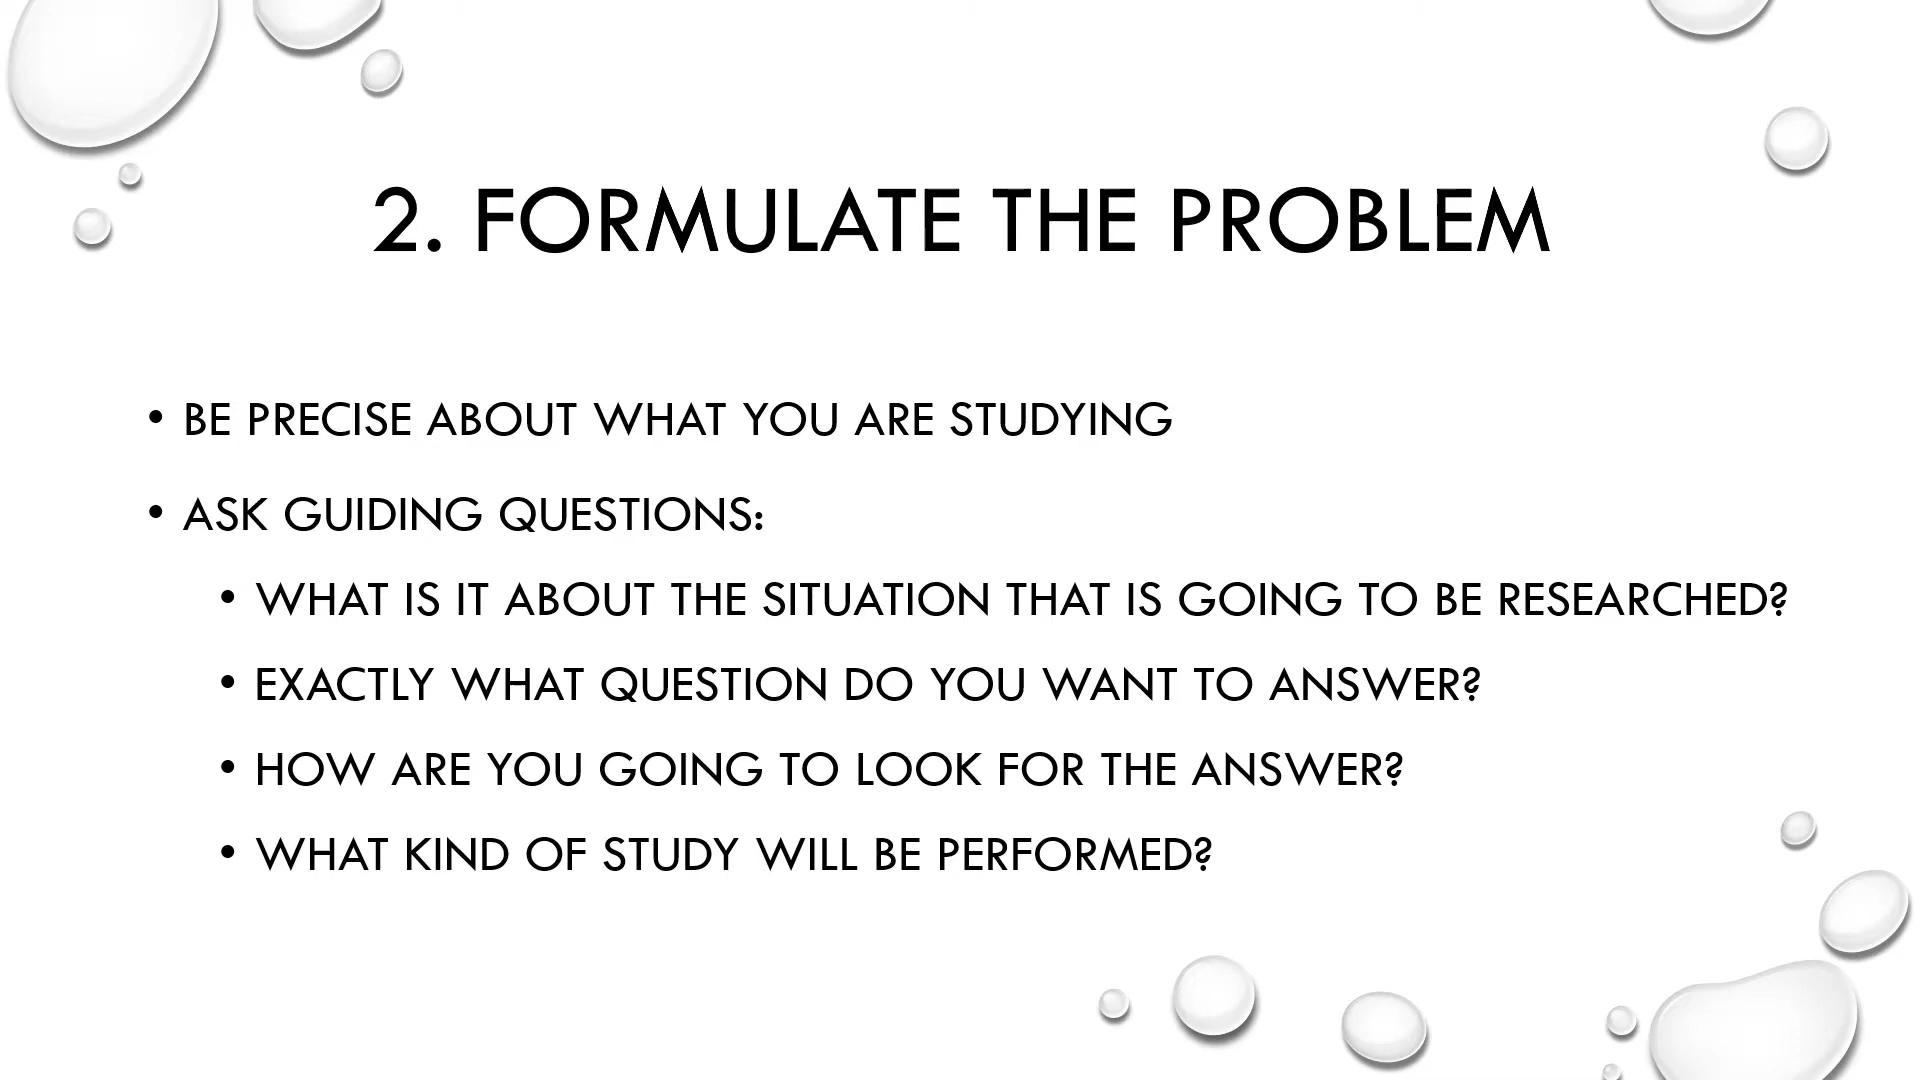 2. FORMULATE THE PROBLEM
• BE PRECISE ABOUT WHAT YOU ARE STUDYING
• ASK GUIDING QUESTIONS:
• WHAT IS IT ABOUT THE SITUATION THAT IS GOING TO BE RESEARCHED?
• EXACTLY WHAT QUESTION DO YOU WANT TO ANSWER?
• HOW ARE YOU GOING TO LOOK FOR THE ANSWER?
• WHAT KIND OF STUDY WILL BE PERFORMED?